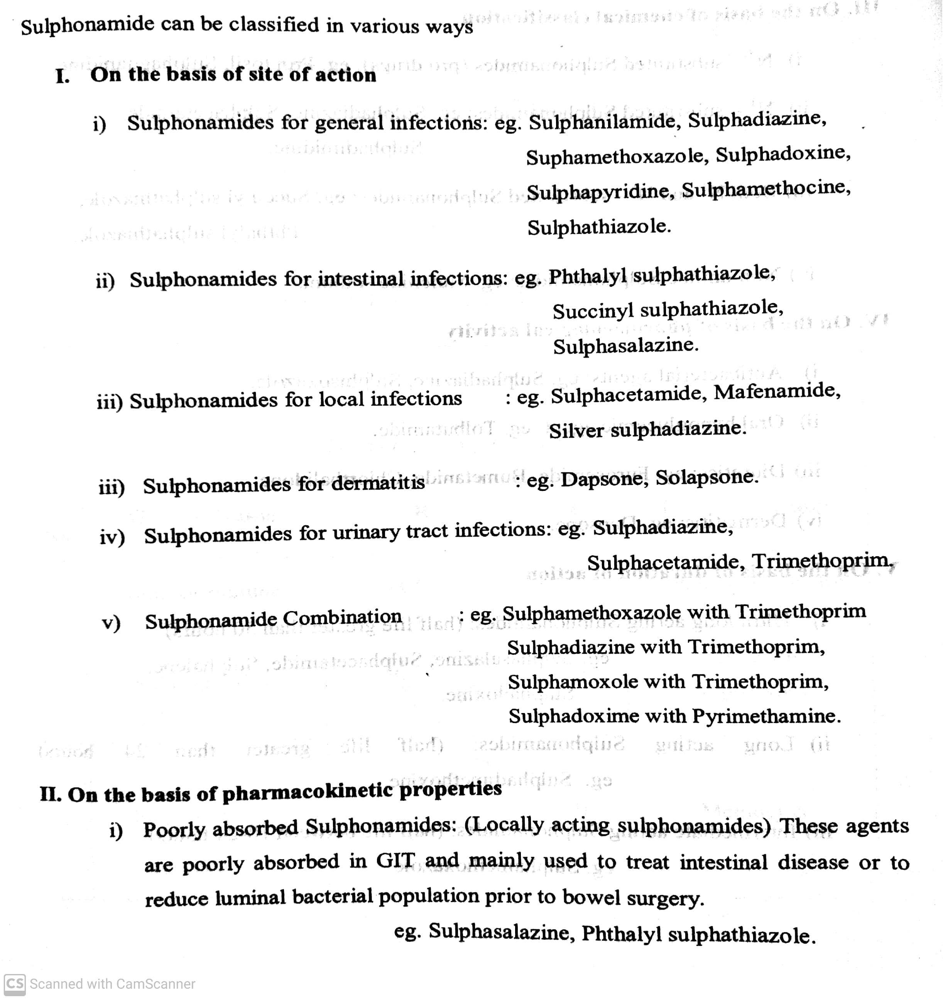 Sulphonamide can be classified in various ways
I. On the basis of site of action
i) Sulphonamides for general infections: eg. Sulphanilamide, Sulphadiazine,
Suphamethoxazole, Sulphadoxine,
Sulphapyridine, Sulphamethocine,
Sulphathiazole.
ii) Sulphonamides for intestinal infections: eg. Phthalyl sulphathiazole,
Succinyl sulphathiazole,
Sulphasalazine.
iii) Sulphonamides for local infections : eg. Sulphacetamide, Mafenamide,
Silver sulphadiazine.
iii) Sulphonamides for dermatitis : eg. Dapsone, Solapsone.
iv) Sulphonamides for urinary tract infections: eg. Sulphadiazine,
Sulphacetamide, Trimethoprim.
v) Sulphonamide Combination : eg. Sulphamethoxazole with Trimethoprim
Sulphadiazine with Trimethoprim,
Sulphamoxole with Trimethoprim,
Sulphadoxime with Pyrimethamine.
II. On the basis of pharmacokinetic properties
i) Poorly absorbed Sulphonamides: (Locally acting sulphonamides) These agents
are poorly absorbed in GIT and mainly used to treat intestinal disease or to
reduce luminal bacterial population prior to bowel surgery.
eg. Sulphasalazine, Phthalyl sulphathiazole.
CS Scanned with CamScanner